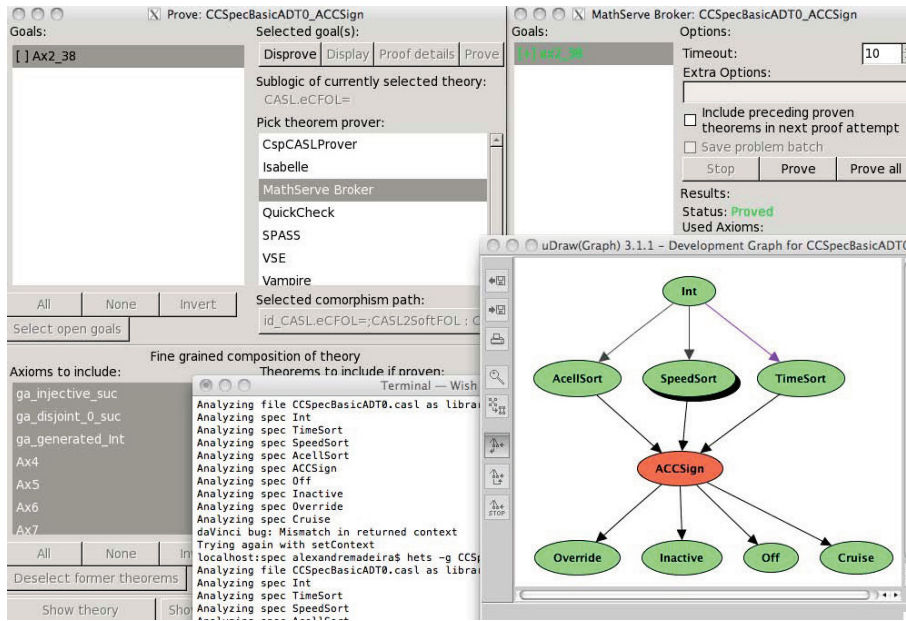 Prove: CCSpecBasicADT0_ACCSign
Goals:
[ ] Ax2_38
Selected goal(s):
Disprove Display Proof details Prove
Sublogic of currently selected theory:
CASL.eCFOL=
Pick theorem prover:
CspCASLProver
Isabelle
MathServe Broker
QuickCheck
SPASS
VSE
Vampire
All None Invert
Select open goals
Selected comorphism path:
id_CASL.eCFOL=;CASL2SoftFOL : C
Fine grained composition of theory
Axioms to include:
Theorems to include if proven:
ga_injective_suc
ga_disjoint_0_suc
ga_generated_Int
Ax4
Ax5
Ax6
Ax7
All None In
Deselect former theorems
Show theory Sho
MathServe Broker: CCSpecBasicADT0_ACCSign
Goals:
[+] Ax2_38
Options:
Timeout: 10
Extra Options:
Include preceding proven
theorems in next proof attempt
Save problem batch
Stop Prove Prove all
Results:
Status: Proved
Used Axioms:
Terminal — Wish
Analyzing file CCSpecBasicADT0.casl as librar
Analyzing spec Int
Analyzing spec TimeSort
Analyzing spec SpeedSort
Analyzing spec AcellSort
Analyzing spec ACCSign
Analyzing spec Off
Analyzing spec Inactive
Analyzing spec Override
Analyzing spec Cruise
daVinci bug: Mismatch in returned context
Trying again with setContext
localhost:spec alexandremadeira$ hets -g CCSp
Analyzing file CCSpecBasicADT0.casl as librar
Analyzing spec Int
Analyzing spec TimeSort
Analyzing spec SpeedSort
Analyzing spec AcellSort
uDraw(Graph) 3.1.1 – Development Graph for CCSpecBasicADT0
STOP
Int
AcellSort SpeedSort TimeSort
ACCSign
Override Inactive Off Cruise